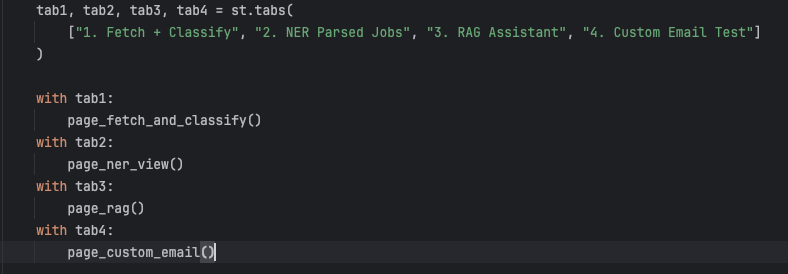 tab1, tab2, tab3, tab4 = st.tabs(
["1. Fetch + Classify", "2. NER Parsed Jobs", "3. RAG Assistant", "4. Custom Email Test"]
)
with tab1:
page_fetch_and_classify()
with tab2:
page_ner_view()
with tab3:
page_rag()
with tab4:
page_custom_email()